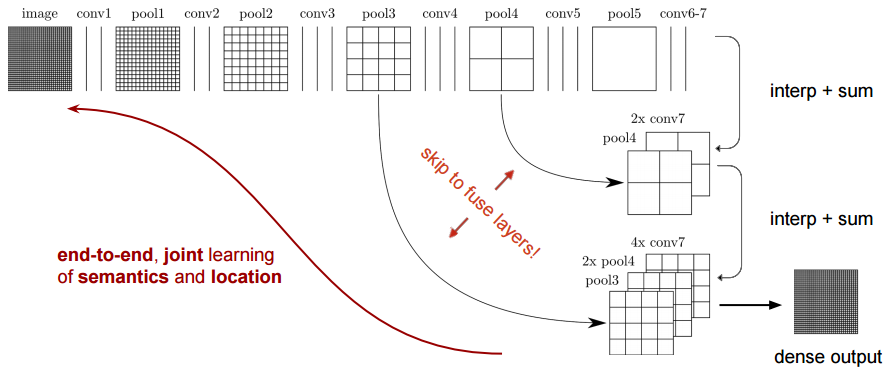 image conv1 pool1 conv2 pool2 conv3 pool3 conv4 pool4 conv5 pool5 conv6-7
interp + sum
2x conv7
pool4
skip to fuse layers!
interp + sum
4x conv7
2x pool4
pool3
end-to-end, joint learning
of semantics and location
dense output